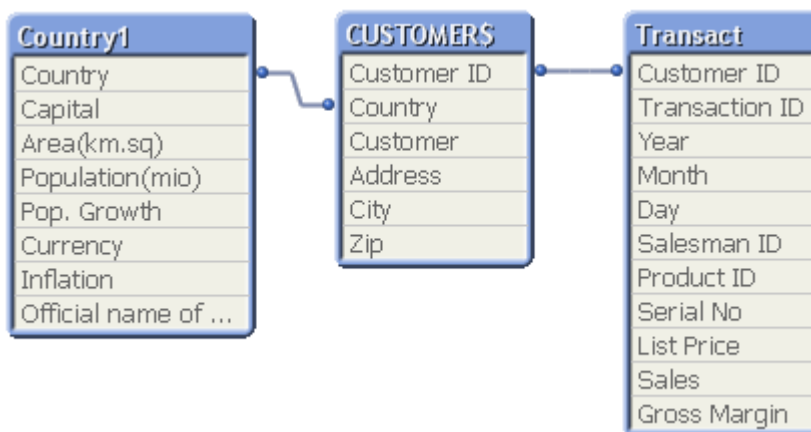 Country1
Country
Capital
Area(km.sq)
Population(mio)
Pop. Growth
Currency
Inflation
Official name of ...
CUSTOMER$
Customer ID
Country
Customer
Address
City
Zip
Transact
Customer ID
Transaction ID
Year
Month
Day
Salesman ID
Product ID
Serial No
List Price
Sales
Gross Margin